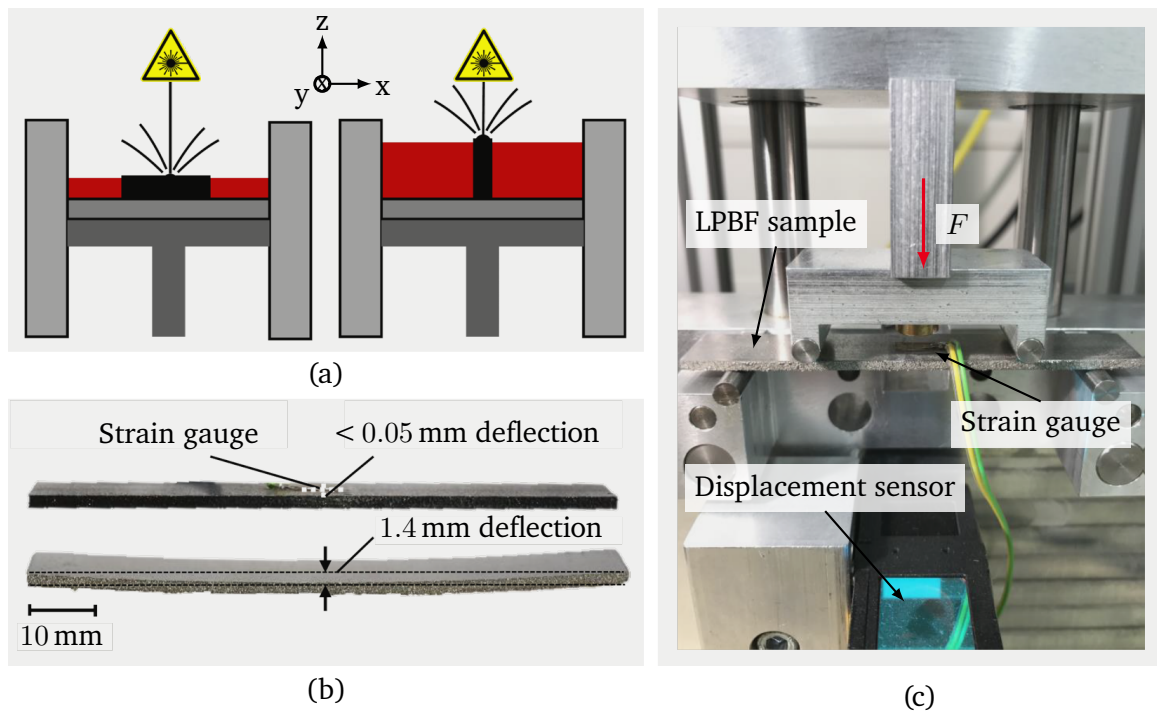 z
y
x
(a)
Strain gauge
< 0.05 mm deflection
1.4 mm deflection
10 mm
(b)
LPBF sample
F
Strain gauge
Displacement sensor
(c)